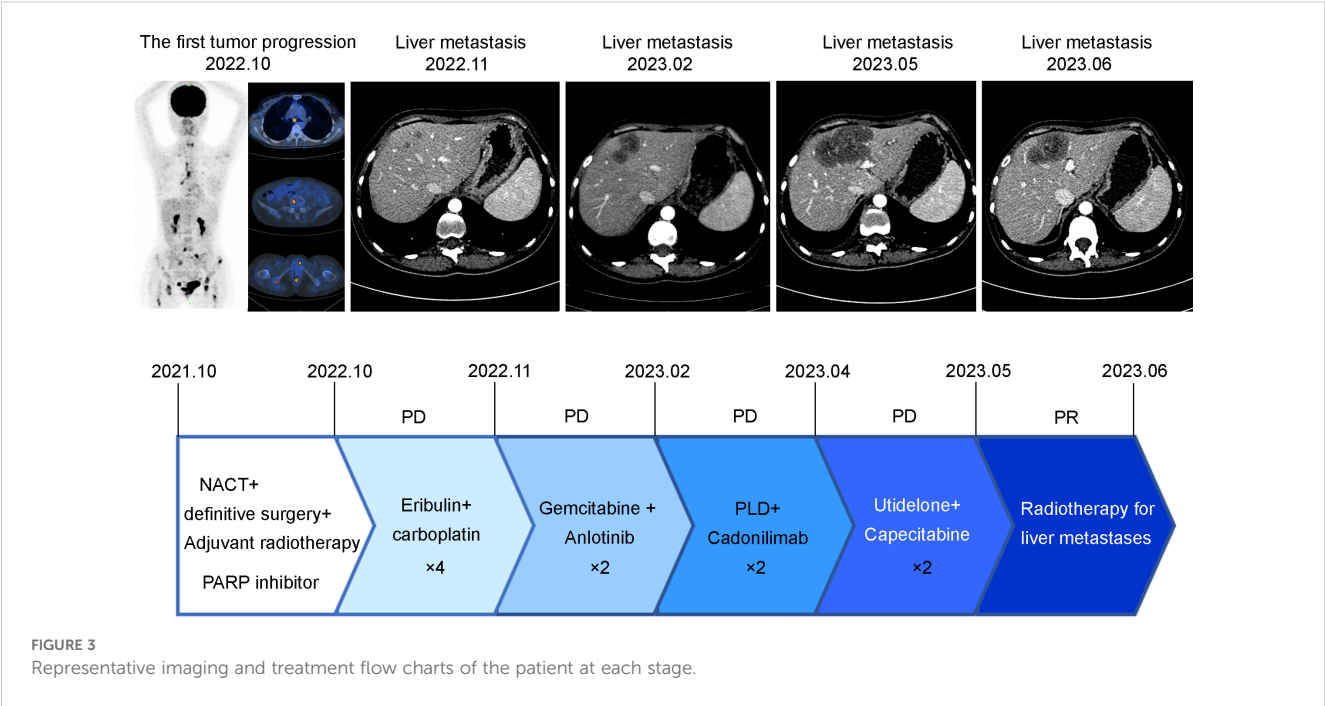 The first tumor progression
2022.10
Liver metastasis
2022.11
Liver metastasis
2023.02
Liver metastasis
2023.05
Liver metastasis
2023.06
2021.10
2022.10
2022.11
2023.02
2023.04
2023.05
2023.06
PD
PD
PD
PD
PR
NACT+
definitive surgery+
Adjuvant radiotherapy
PARP inhibitor
Eribulin+
carboplatin
×4
Gemcitabine +
Anlotinib
×2
PLD+
Cadonilimab
×2
Utidelone+
Capecitabine
×2
Radiotherapy for
liver metastases
FIGURE 3
Representative imaging and treatment flow charts of the patient at each stage.